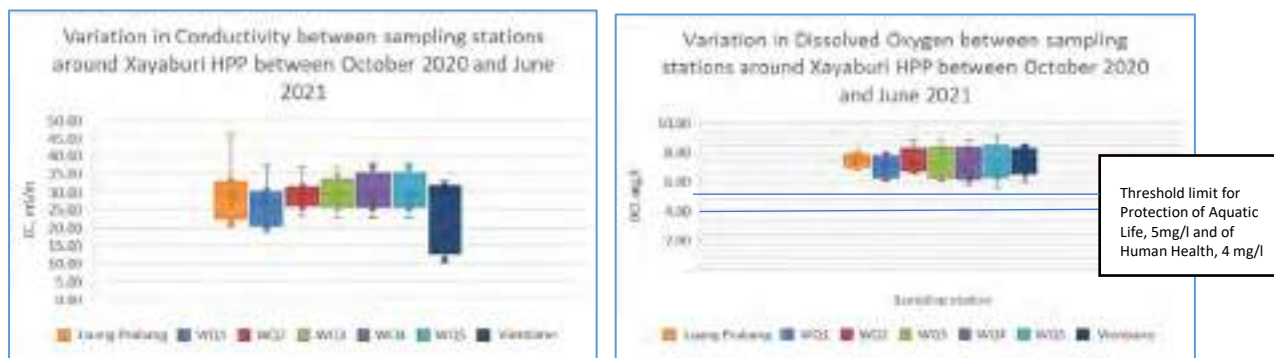 Variation in Conductivity between sampling stations
around Xayaburi HPP between October 2020 and June
2021
50.00
45.00
40.00
35.00
30.00
25.00
20.00
15.00
10.00
5.00
0.00
EC, mS/m
Luang Prabang
WQ1
WQ2
WQ3
WQ4
WQ5
Vientiane
Variation in Dissolved Oxygen between sampling
stations around Xayaburi HPP between October 2020
and June 2021
10.00
8.00
6.00
4.00
2.00
DO, mg/l
Sampling station
Luang Prabang
WQ1
WQ2
WQ3
WQ4
WQ5
Vientiane
Threshold limit for
Protection of Aquatic
Life, 5mg/l and of
Human Health, 4 mg/l